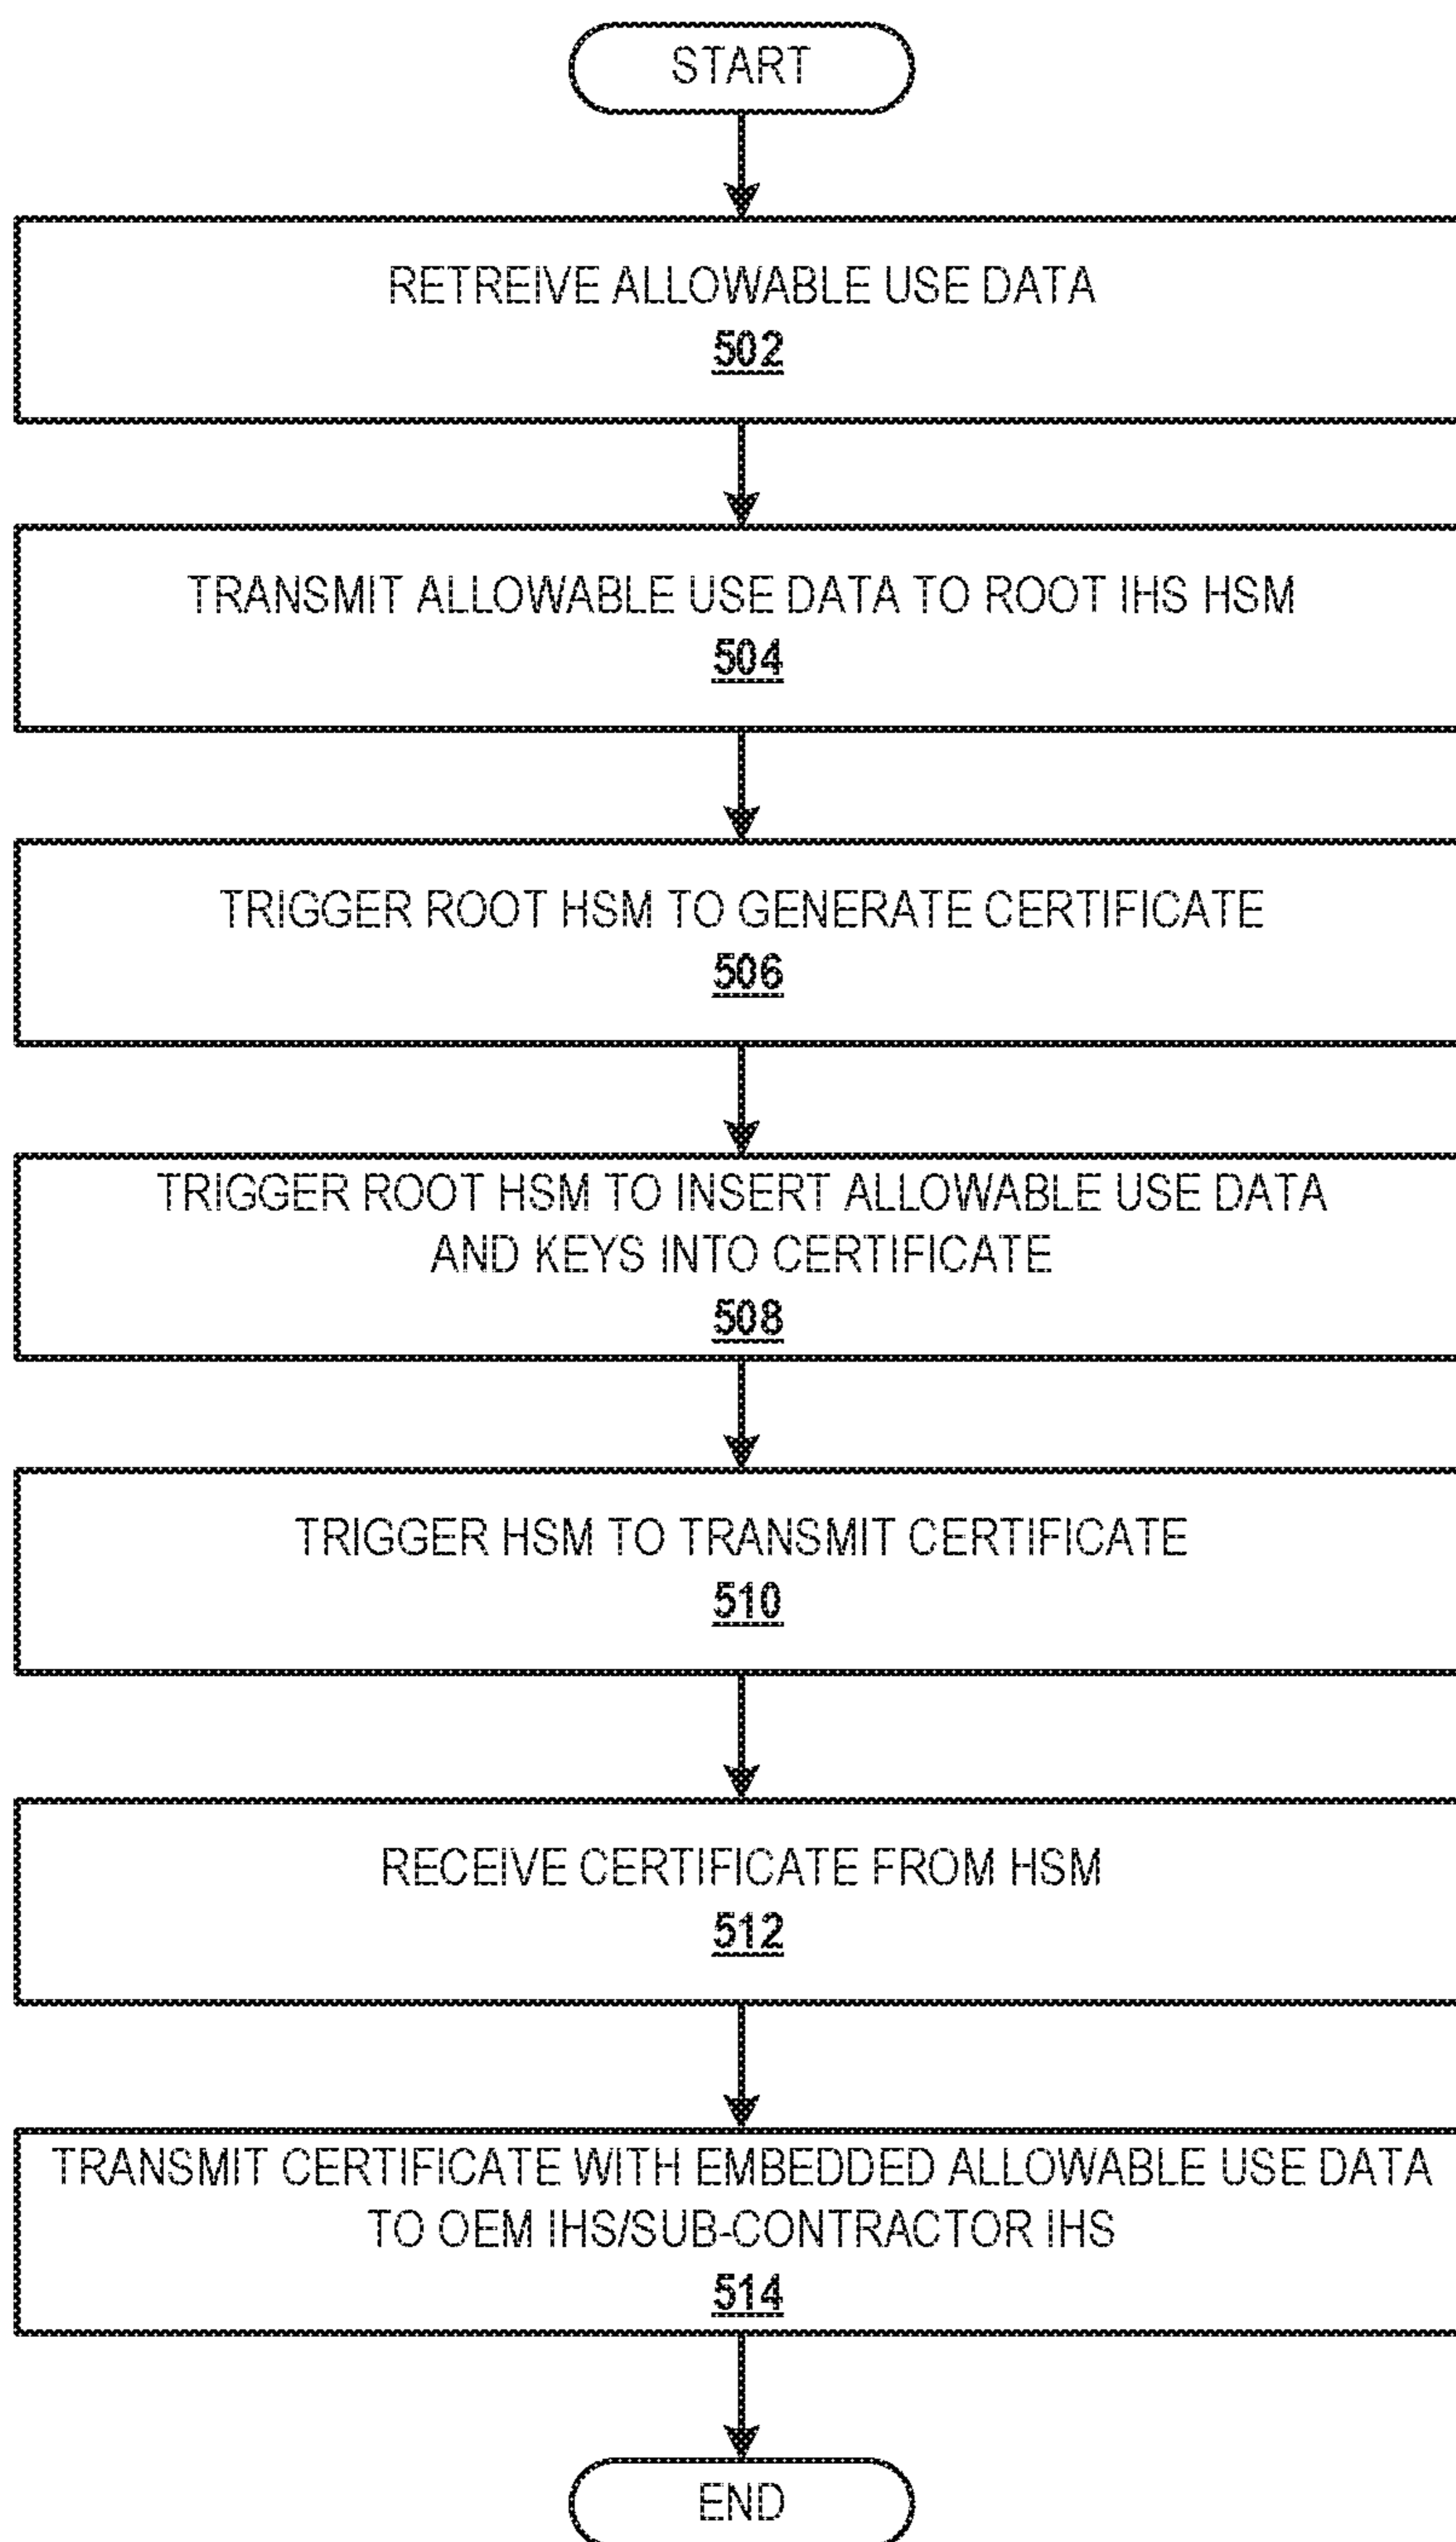 START
RETREIVE ALLOWABLE USE DATA
502
TRANSMIT ALLOWABLE USE DATA TO ROOT IHS HSM
504
TRIGGER ROOT HSM TO GENERATE CERTIFICATE
506
TRIGGER ROOT HSM TO INSERT ALLOWABLE USE DATA
AND KEYS INTO CERTIFICATE
508
TRIGGER HSM TO TRANSMIT CERTIFICATE
510
RECEIVE CERTIFICATE FROM HSM
512
TRANSMIT CERTIFICATE WITH EMBEDDED ALLOWABLE USE DATA
TO OEM IHS/SUB-CONTRACTOR IHS
514
END